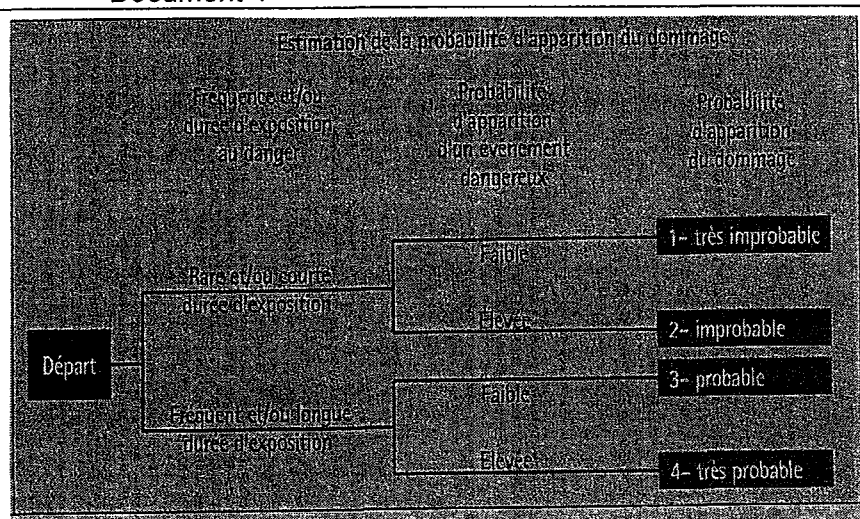 Estimation de la probabilité d'apparition du dommage
Fréquence et/ou
durée d'exposition
au danger
Probabilité
d'apparition
d'un événement
dangereux
Probabilité
d'apparition
du dommage
Départ
Rare et/ou courte
durée d'exposition
Faible
1- très improbable
Elevée
2- improbable
Fréquent et/ou longue
durée d'exposition
Faible
3- probable
Elevée
4- très probable